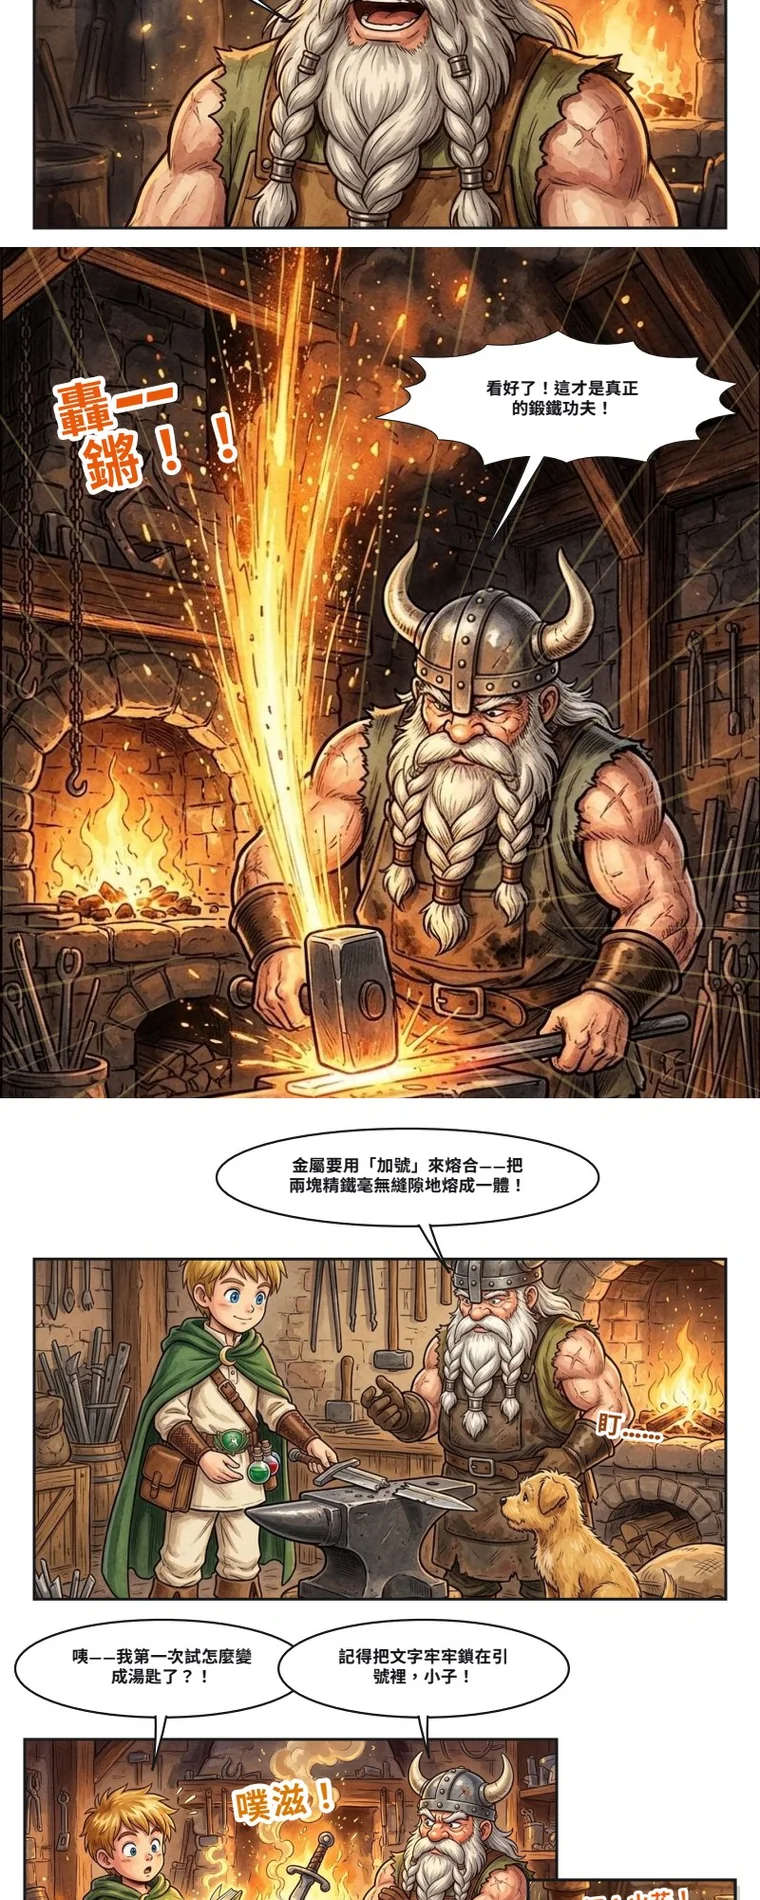 轟——
鏘！！
看好了！這才是真正
的鍛鐵功夫！
金屬要用「加號」來熔合——把
兩塊精鐵毫無縫隙地熔成一體！
盯……
咦——我第一次試怎麼變
成湯匙了？！
記得把文字牢牢鎖在引
號裡，小子！
噗滋！